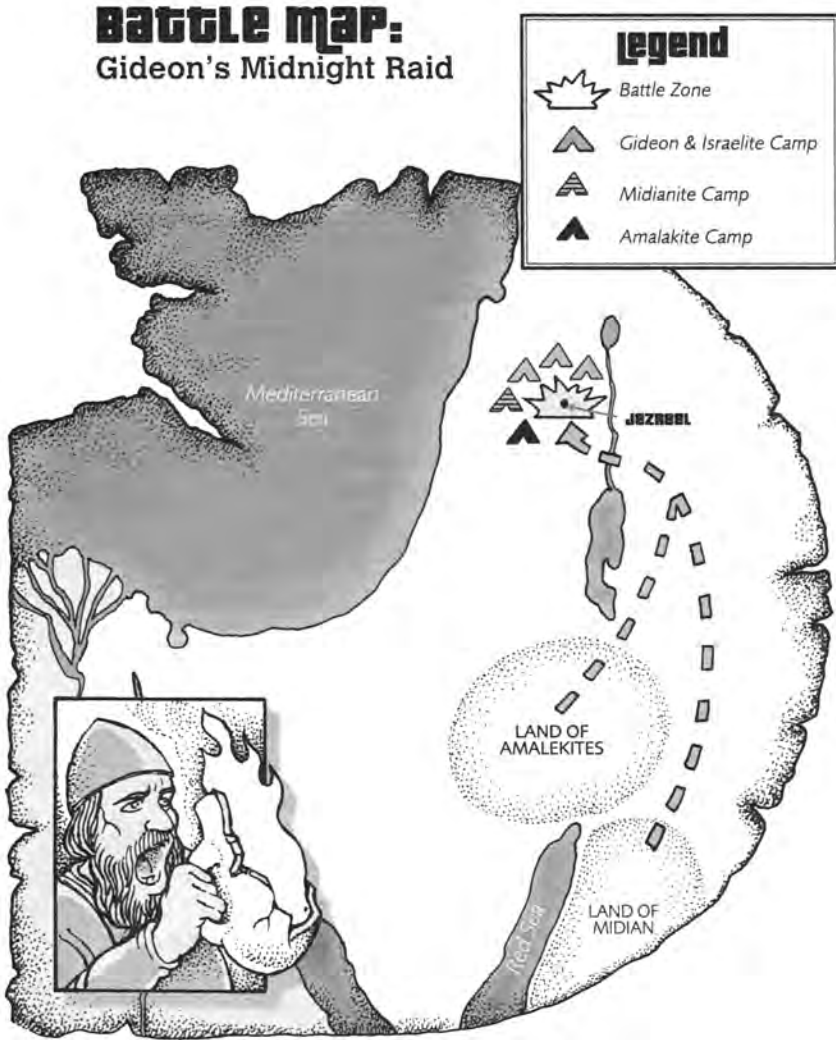 BATTLE MAP:
Gideon's Midnight Raid
Legend
Battle Zone
Gideon & Israelite Camp
Midianite Camp
Amalakite Camp
Mediterranean
Sea
JEZREEL
LAND OF
AMALEKITES
Red Sea
LAND OF
MIDIAN